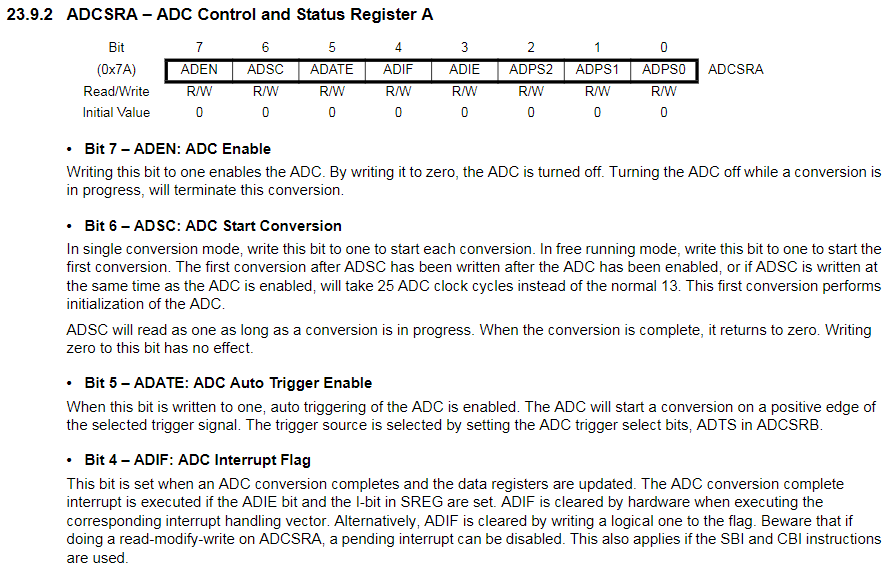 23.9.2 ADCSRA – ADC Control and Status Register A
Bit 7 6 5 4 3 2 1 0
(0x7A) ADEN ADSC ADATE ADIF ADIE ADPS2 ADPS1 ADPS0 ADCSRA
Read/Write R/W R/W R/W R/W R/W R/W R/W R/W
Initial Value 0 0 0 0 0 0 0 0
• Bit 7 – ADEN: ADC Enable
Writing this bit to one enables the ADC. By writing it to zero, the ADC is turned off. Turning the ADC off while a conversion is
in progress, will terminate this conversion.
• Bit 6 – ADSC: ADC Start Conversion
In single conversion mode, write this bit to one to start each conversion. In free running mode, write this bit to one to start the
first conversion. The first conversion after ADSC has been written after the ADC has been enabled, or if ADSC is written at
the same time as the ADC is enabled, will take 25 ADC clock cycles instead of the normal 13. This first conversion performs
initialization of the ADC.
ADSC will read as one as long as a conversion is in progress. When the conversion is complete, it returns to zero. Writing
zero to this bit has no effect.
• Bit 5 – ADATE: ADC Auto Trigger Enable
When this bit is written to one, auto triggering of the ADC is enabled. The ADC will start a conversion on a positive edge of
the selected trigger signal. The trigger source is selected by setting the ADC trigger select bits, ADTS in ADCSRB.
• Bit 4 – ADIF: ADC Interrupt Flag
This bit is set when an ADC conversion completes and the data registers are updated. The ADC conversion complete
interrupt is executed if the ADIE bit and the I-bit in SREG are set. ADIF is cleared by hardware when executing the
corresponding interrupt handling vector. Alternatively, ADIF is cleared by writing a logical one to the flag. Beware that if
doing a read-modify-write on ADCSRA, a pending interrupt can be disabled. This also applies if the SBI and CBI instructions
are used.